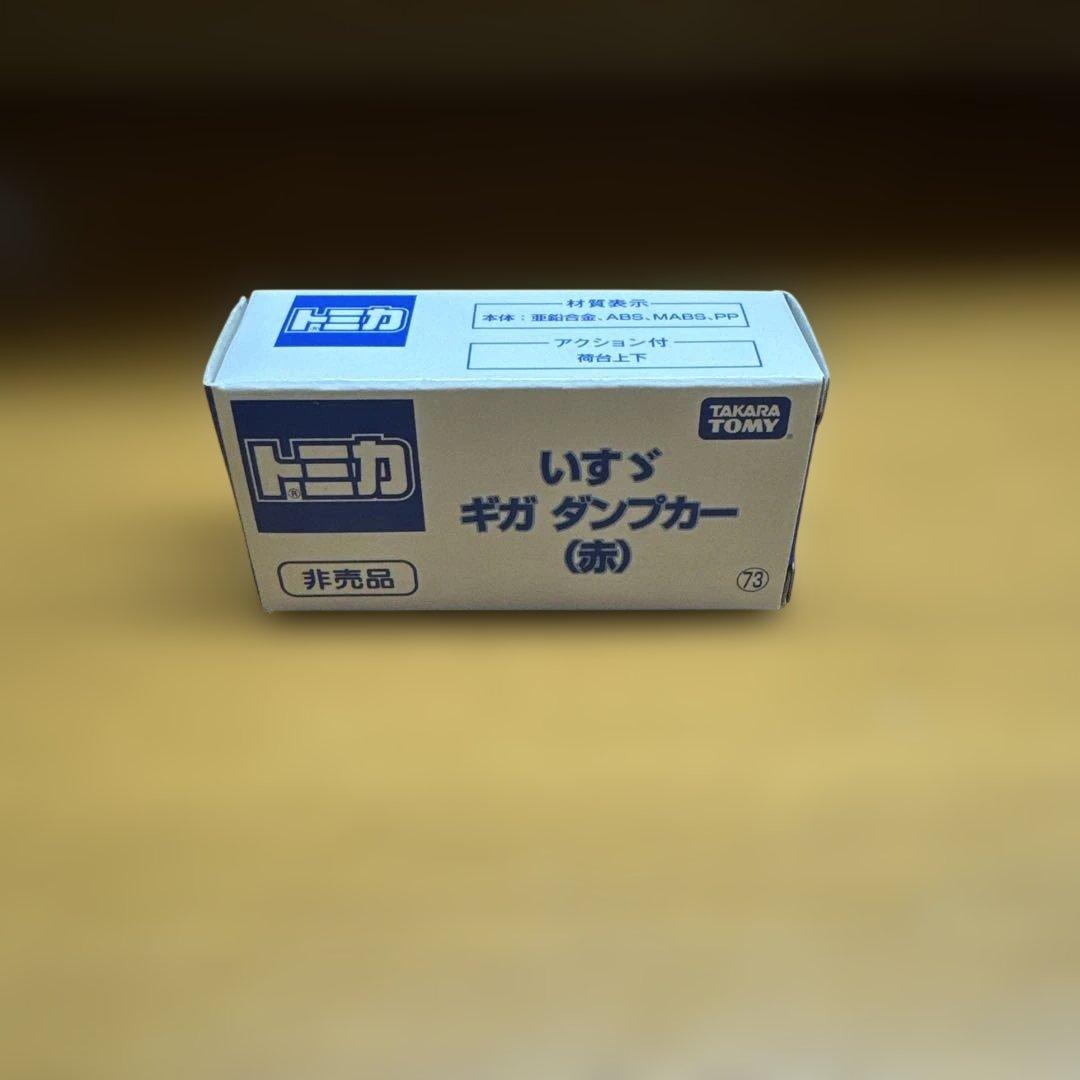 トミカ
材質表示
本体：亜鉛合金、ABS、MABS、PP
アクション付
荷台上下
トミカ®
TAKARA
TOMY
いすゞ
ギガ ダンプカー
(赤)
非売品
73